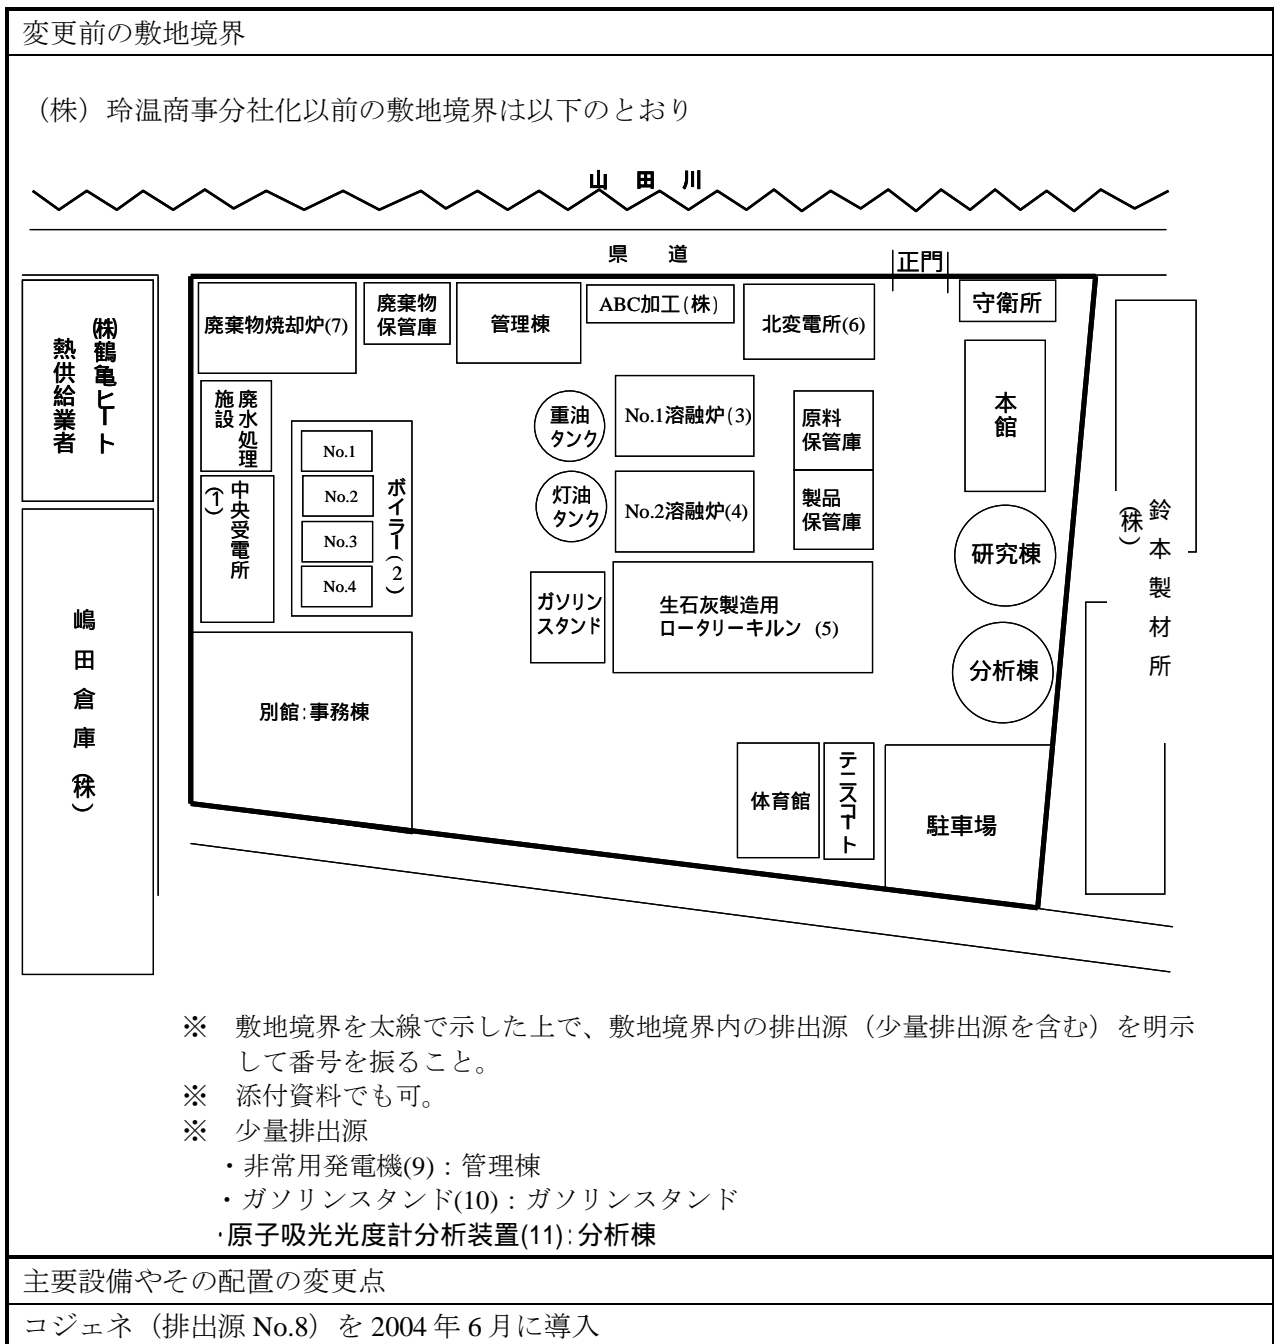 変更前の敷地境界
（株）玲温商事分社化以前の敷地境界は以下のとおり
山 田 川
県 道
正門
㈱鶴亀ヒート
熱供給業者
嶋田倉庫（株）
廃棄物焼却炉(7)
廃棄物
保管庫
管理棟
ABC加工(株)
北変電所(6)
守衛所
廃水処理
施設
中央受電所
(1)
No.1
No.2
No.3
No.4
ボイラー(2)
重油
タンク
灯油
タンク
No.1溶融炉(3)
No.2溶融炉(4)
原料
保管庫
製品
保管庫
本館
研究棟
分析棟
ガソリン
スタンド
生石灰製造用
ロータリーキルン (5)
別館:事務棟
体育館
テニスコート
駐車場
鈴本製材所
（株）
※ 敷地境界を太線で示した上で、敷地境界内の排出源（少量排出源を含む）を明示
して番号を振ること。
※ 添付資料でも可。
※ 少量排出源
・非常用発電機(9)：管理棟
・ガソリンスタンド(10)：ガソリンスタンド
・原子吸光光度計分析装置(11):分析棟
主要設備やその配置の変更点
コジェネ（排出源 No.8）を 2004 年 6 月に導入